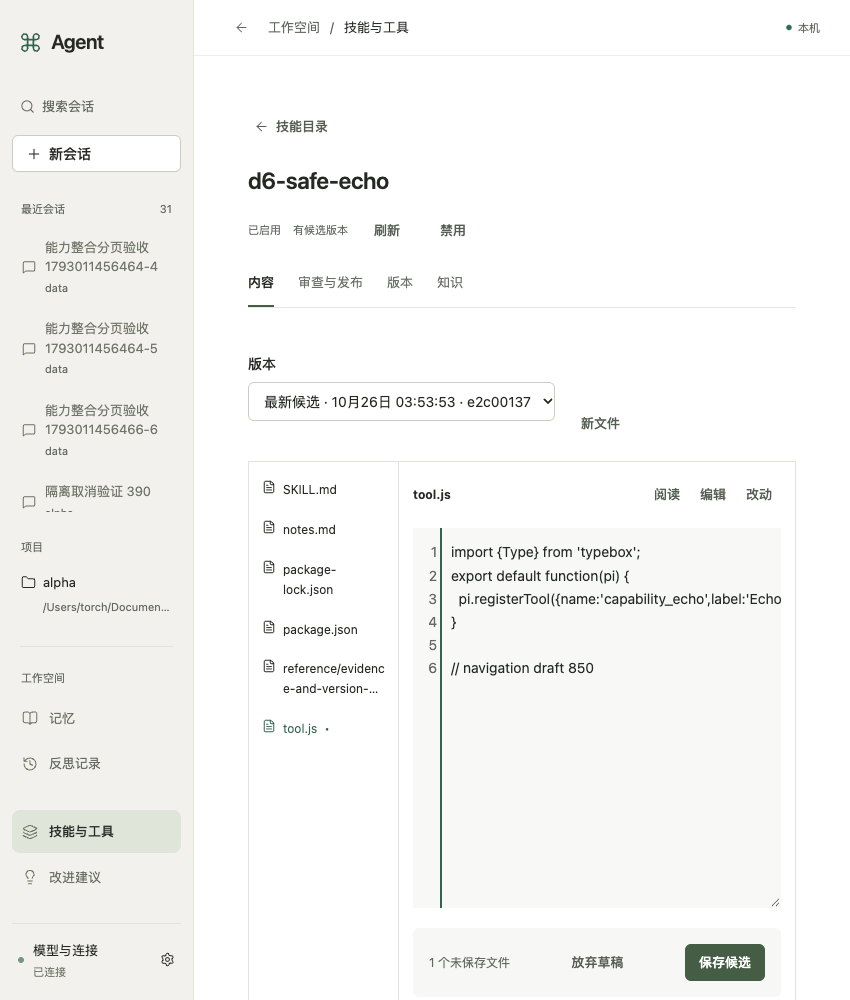 Agent
搜索会话
新会话
最近会话 31
能力整合分页验收
1793011456464-4
data
能力整合分页验收
1793011456464-5
data
能力整合分页验收
1793011456466-6
data
隔离取消验证 390
项目
alpha
/Users/torch/Documen...
工作空间
记忆
反思记录
技能与工具
改进建议
模型与连接
已连接
工作空间 / 技能与工具
本机
技能目录
d6-safe-echo
已启用 有候选版本 刷新 禁用
内容 审查与发布 版本 知识
版本
最新候选 · 10月26日 03:53:53 · e2c00137
新文件
SKILL.md
notes.md
package-
lock.json
package.json
reference/evidenc
e-and-version-...
tool.js •
tool.js 阅读 编辑 改动
1 import {Type} from 'typebox';
2 export default function(pi) {
3 pi.registerTool({name:'capability_echo',label:'Echo
4 }
5
6 // navigation draft 850
1 个未保存文件 放弃草稿 保存候选